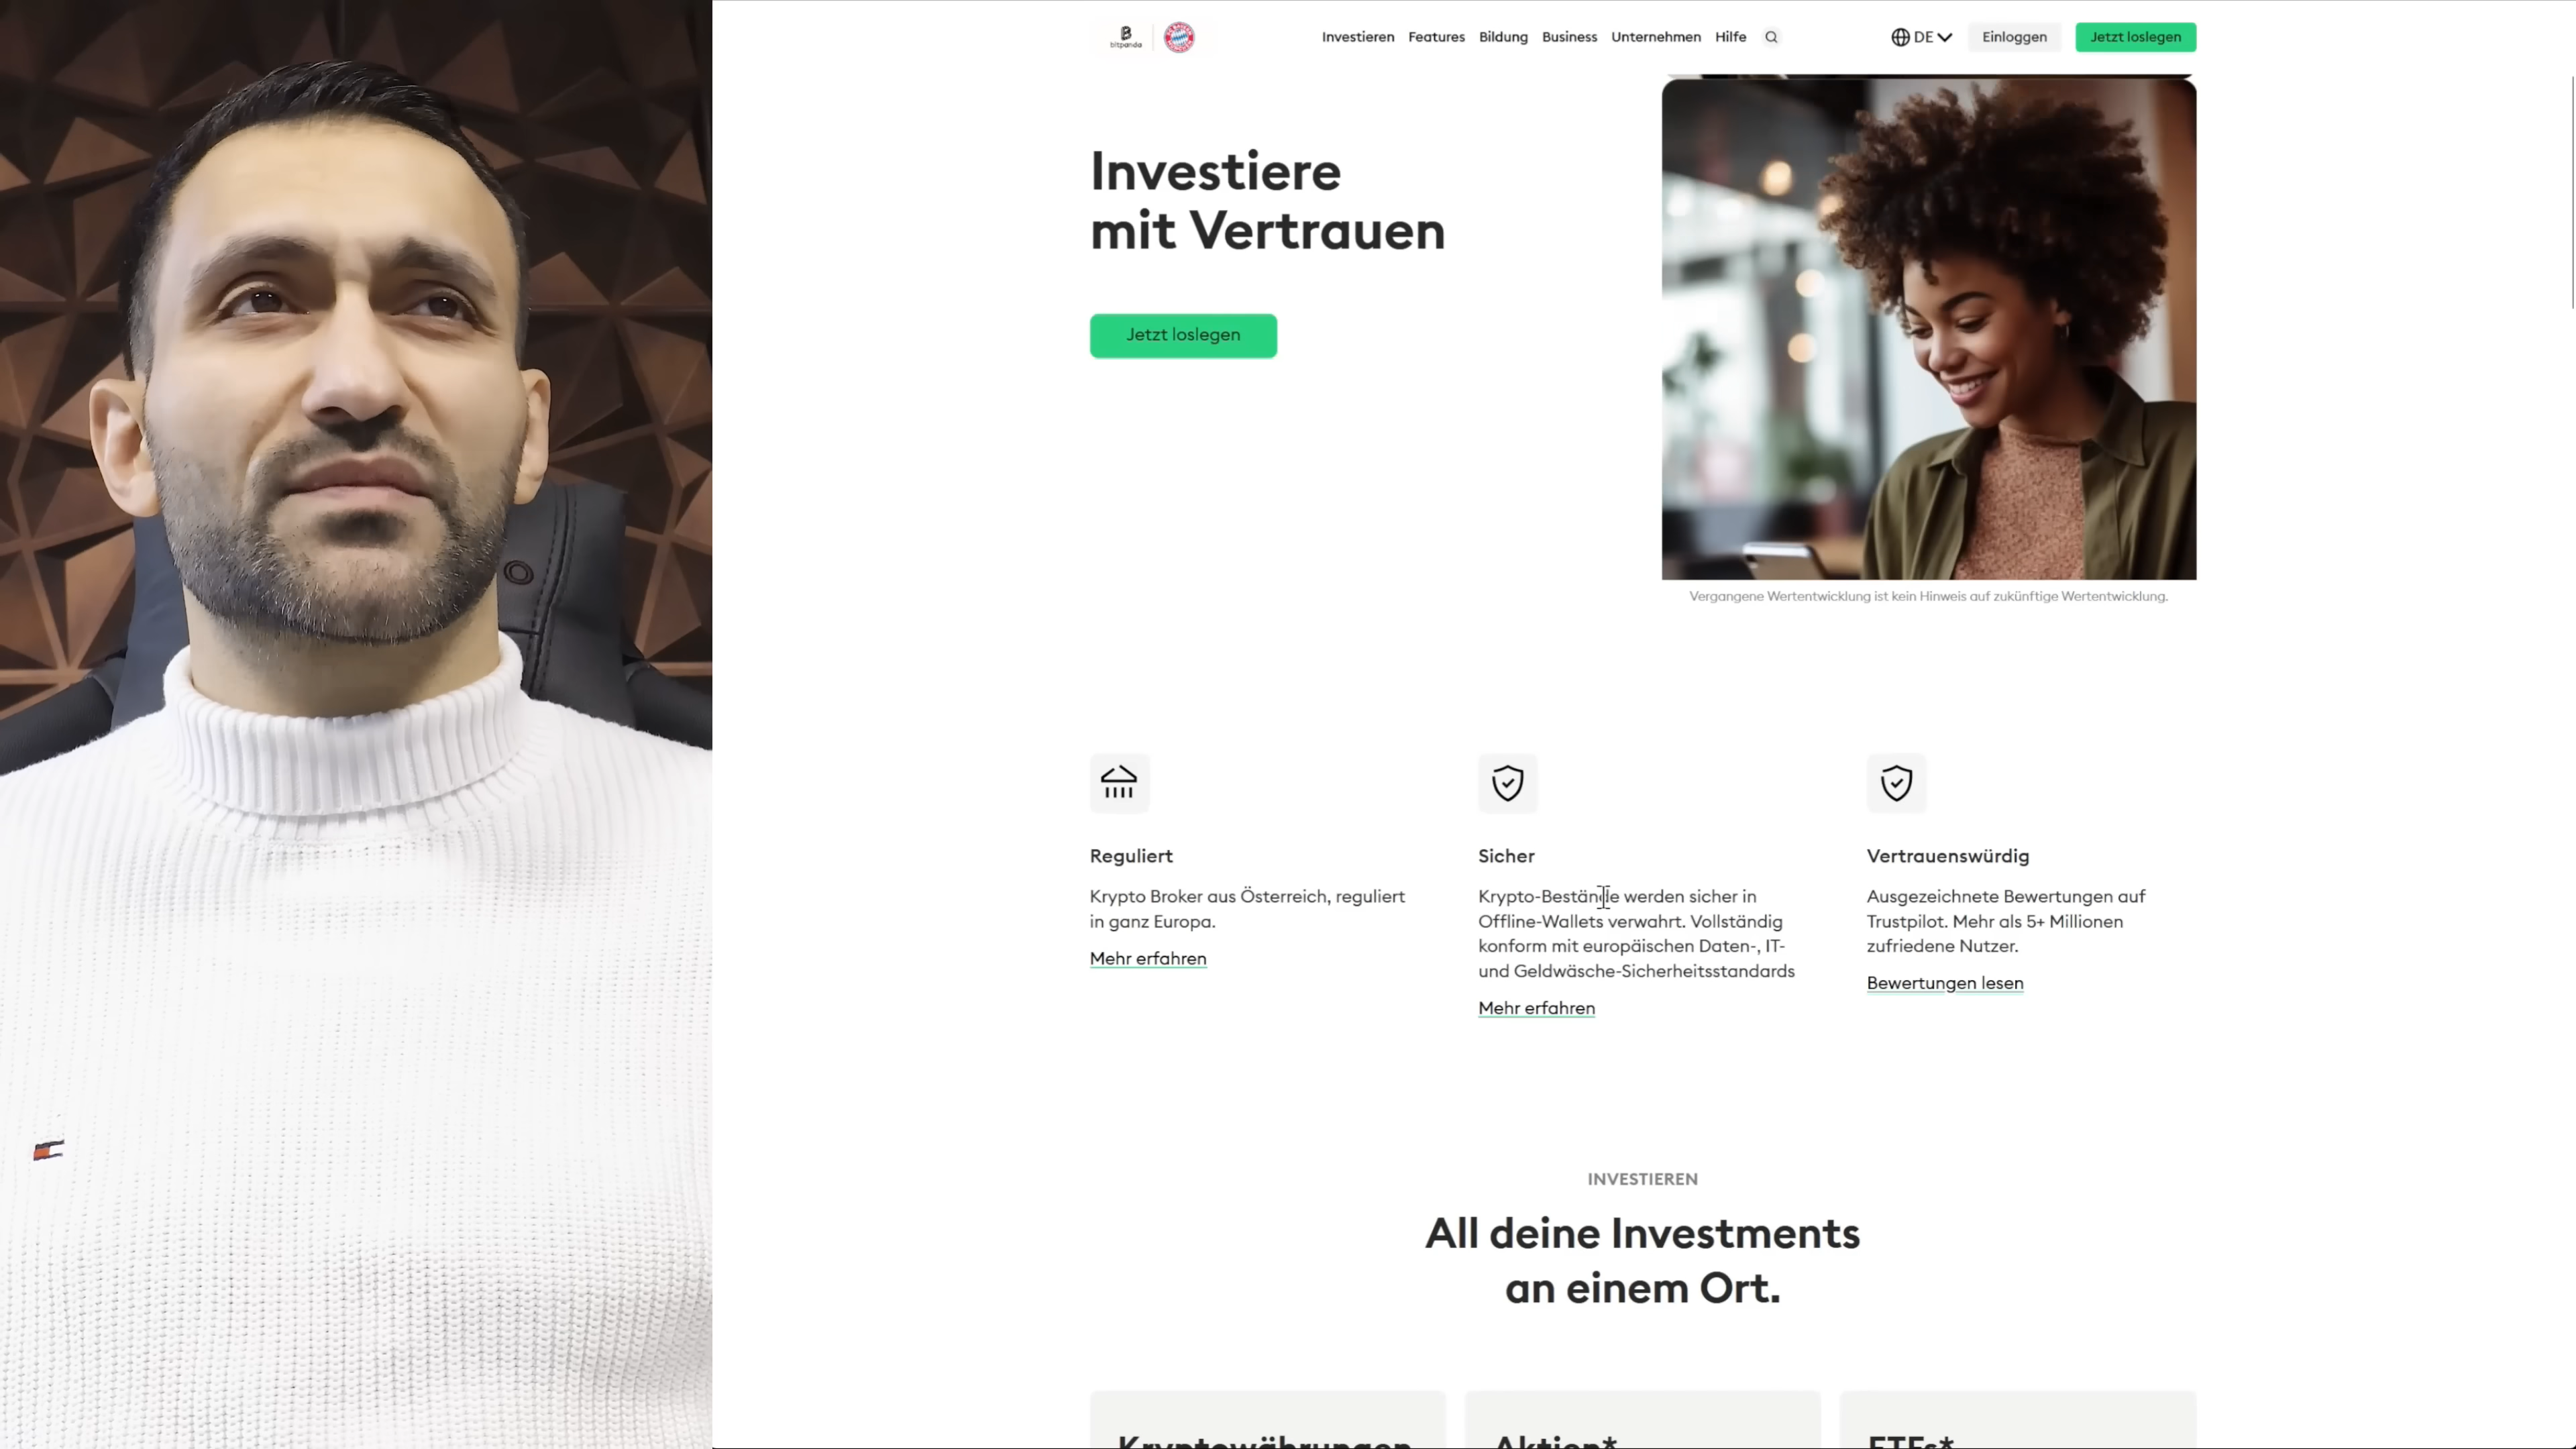 bitpanda
Investieren Features Bildung Business Unternehmen Hilfe
DE
Einloggen
Jetzt loslegen
Investiere
mit Vertrauen
Jetzt loslegen
Vergangene Wertentwicklung ist kein Hinweis auf zukünftige Wertentwicklung.
Reguliert
Krypto Broker aus Österreich, reguliert
in ganz Europa.
Mehr erfahren
Sicher
Krypto-Bestände werden sicher in
Offline-Wallets verwahrt. Vollständig
konform mit europäischen Daten-, IT-
und Geldwäsche-Sicherheitsstandards
Mehr erfahren
Vertrauenswürdig
Ausgezeichnete Bewertungen auf
Trustpilot. Mehr als 5+ Millionen
zufriedene Nutzer.
Bewertungen lesen
INVESTIEREN
All deine Investments
an einem Ort.
Kryptowährungen
Aktien*
ETFs*